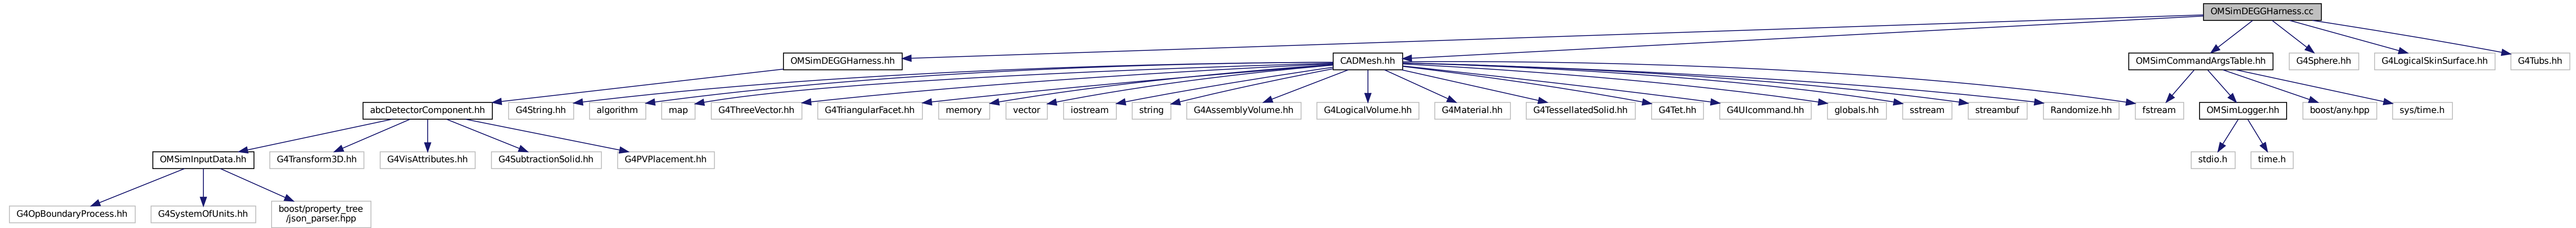 OMSimDEGGHarness.cc
OMSimDEGGHarness.hh
CADMesh.hh
OMSimCommandArgsTable.hh
G4Sphere.hh
G4LogicalSkinSurface.hh
G4Tubs.hh
abcDetectorComponent.hh
G4String.hh
algorithm
map
G4ThreeVector.hh
G4TriangularFacet.hh
memory
vector
iostream
string
G4AssemblyVolume.hh
G4LogicalVolume.hh
G4Material.hh
G4TessellatedSolid.hh
G4Tet.hh
G4UIcommand.hh
globals.hh
sstream
streambuf
Randomize.hh
fstream
OMSimLogger.hh
boost/any.hpp
sys/time.h
OMSimInputData.hh
G4Transform3D.hh
G4VisAttributes.hh
G4SubtractionSolid.hh
G4PVPlacement.hh
stdio.h
time.h
G4OpBoundaryProcess.hh
G4SystemOfUnits.hh
boost/property_tree
/json_parser.hpp